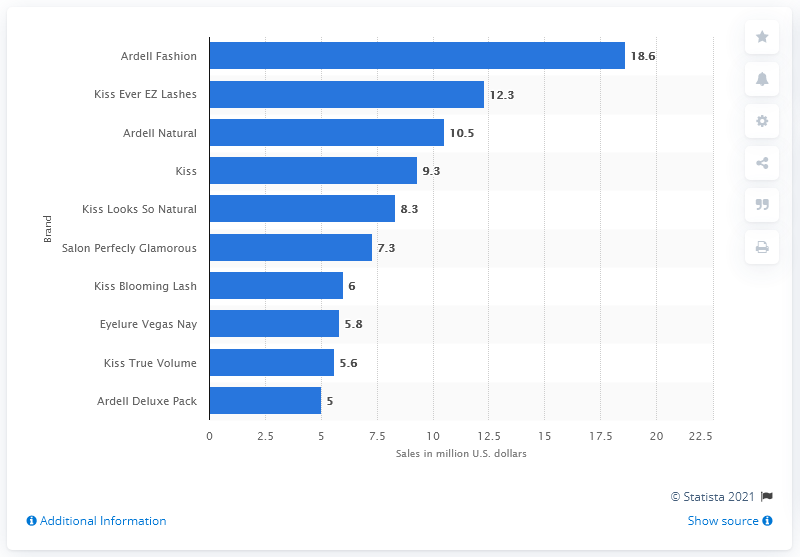 Ardell Fashion 18.6
Kiss Ever EZ Lashes 12.3
Ardell Natural 10.5
Kiss 9.3
Kiss Looks So Natural 8.3
Salon Perfecly Glamorous 7.3
Kiss Blooming Lash 6
Eyelure Vegas Nay 5.8
Kiss True Volume 5.6
Ardell Deluxe Pack 5
Brand
0 2.5 5 7.5 10 12.5 15 17.5 20 22.5
Sales in million U.S. dollars
© Statista 2021
Additional Information
Show source